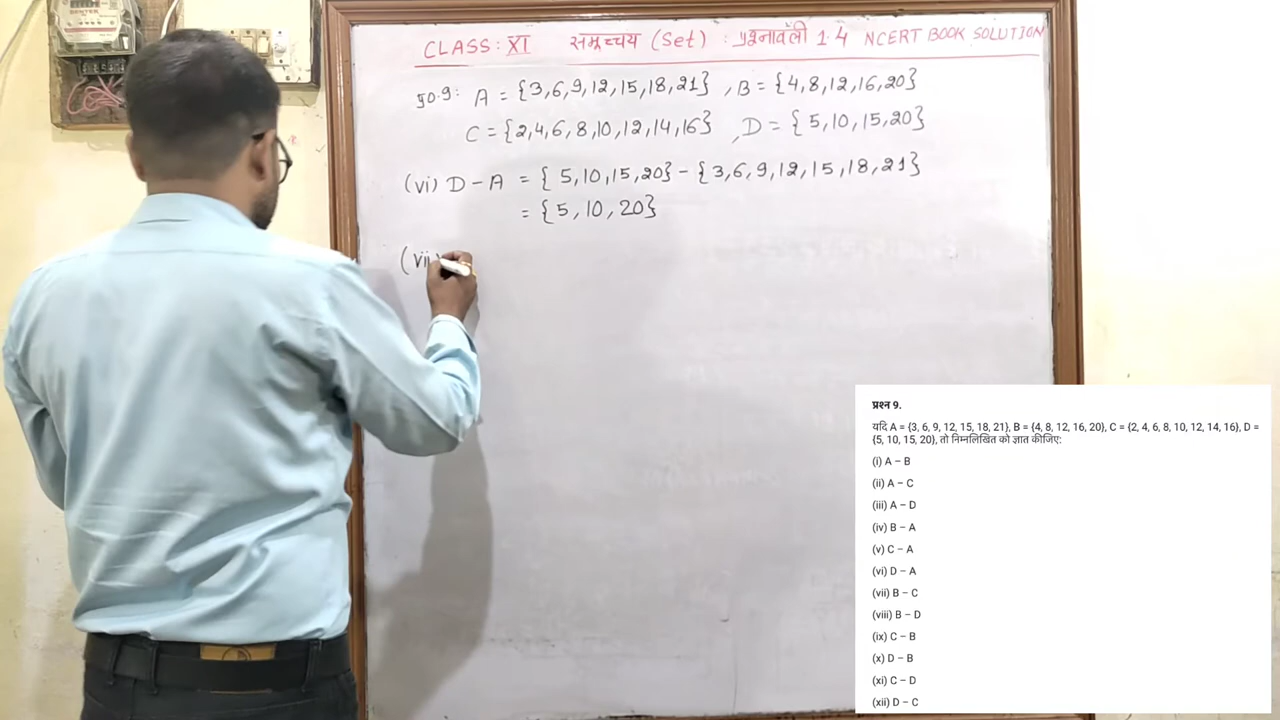 CLASS: XI समुच्चय (Set) : प्रश्नावली 1.4 NCERT BOOK SOLUTION
प्र०.9: A = {3,6,9,12,15,18,21} , B = {4,8,12,16,20}
C = {2,4,6,8,10,12,14,16} , D = {5,10,15,20}
(vi) D - A = {5,10,15,20} - {3,6,9,12,15,18,21}
= {5,10,20}
(vii
प्रश्न 9.
यदि A = {3, 6, 9, 12, 15, 18, 21}, B = {4, 8, 12, 16, 20}, C = {2, 4, 6, 8, 10, 12, 14, 16}, D =
{5, 10, 15, 20}, तो निम्नलिखित को ज्ञात कीजिए:
(i) A – B
(ii) A – C
(iii) A – D
(iv) B – A
(v) C – A
(vi) D – A
(vii) B – C
(viii) B – D
(ix) C – B
(x) D – B
(xi) C – D
(xii) D – C